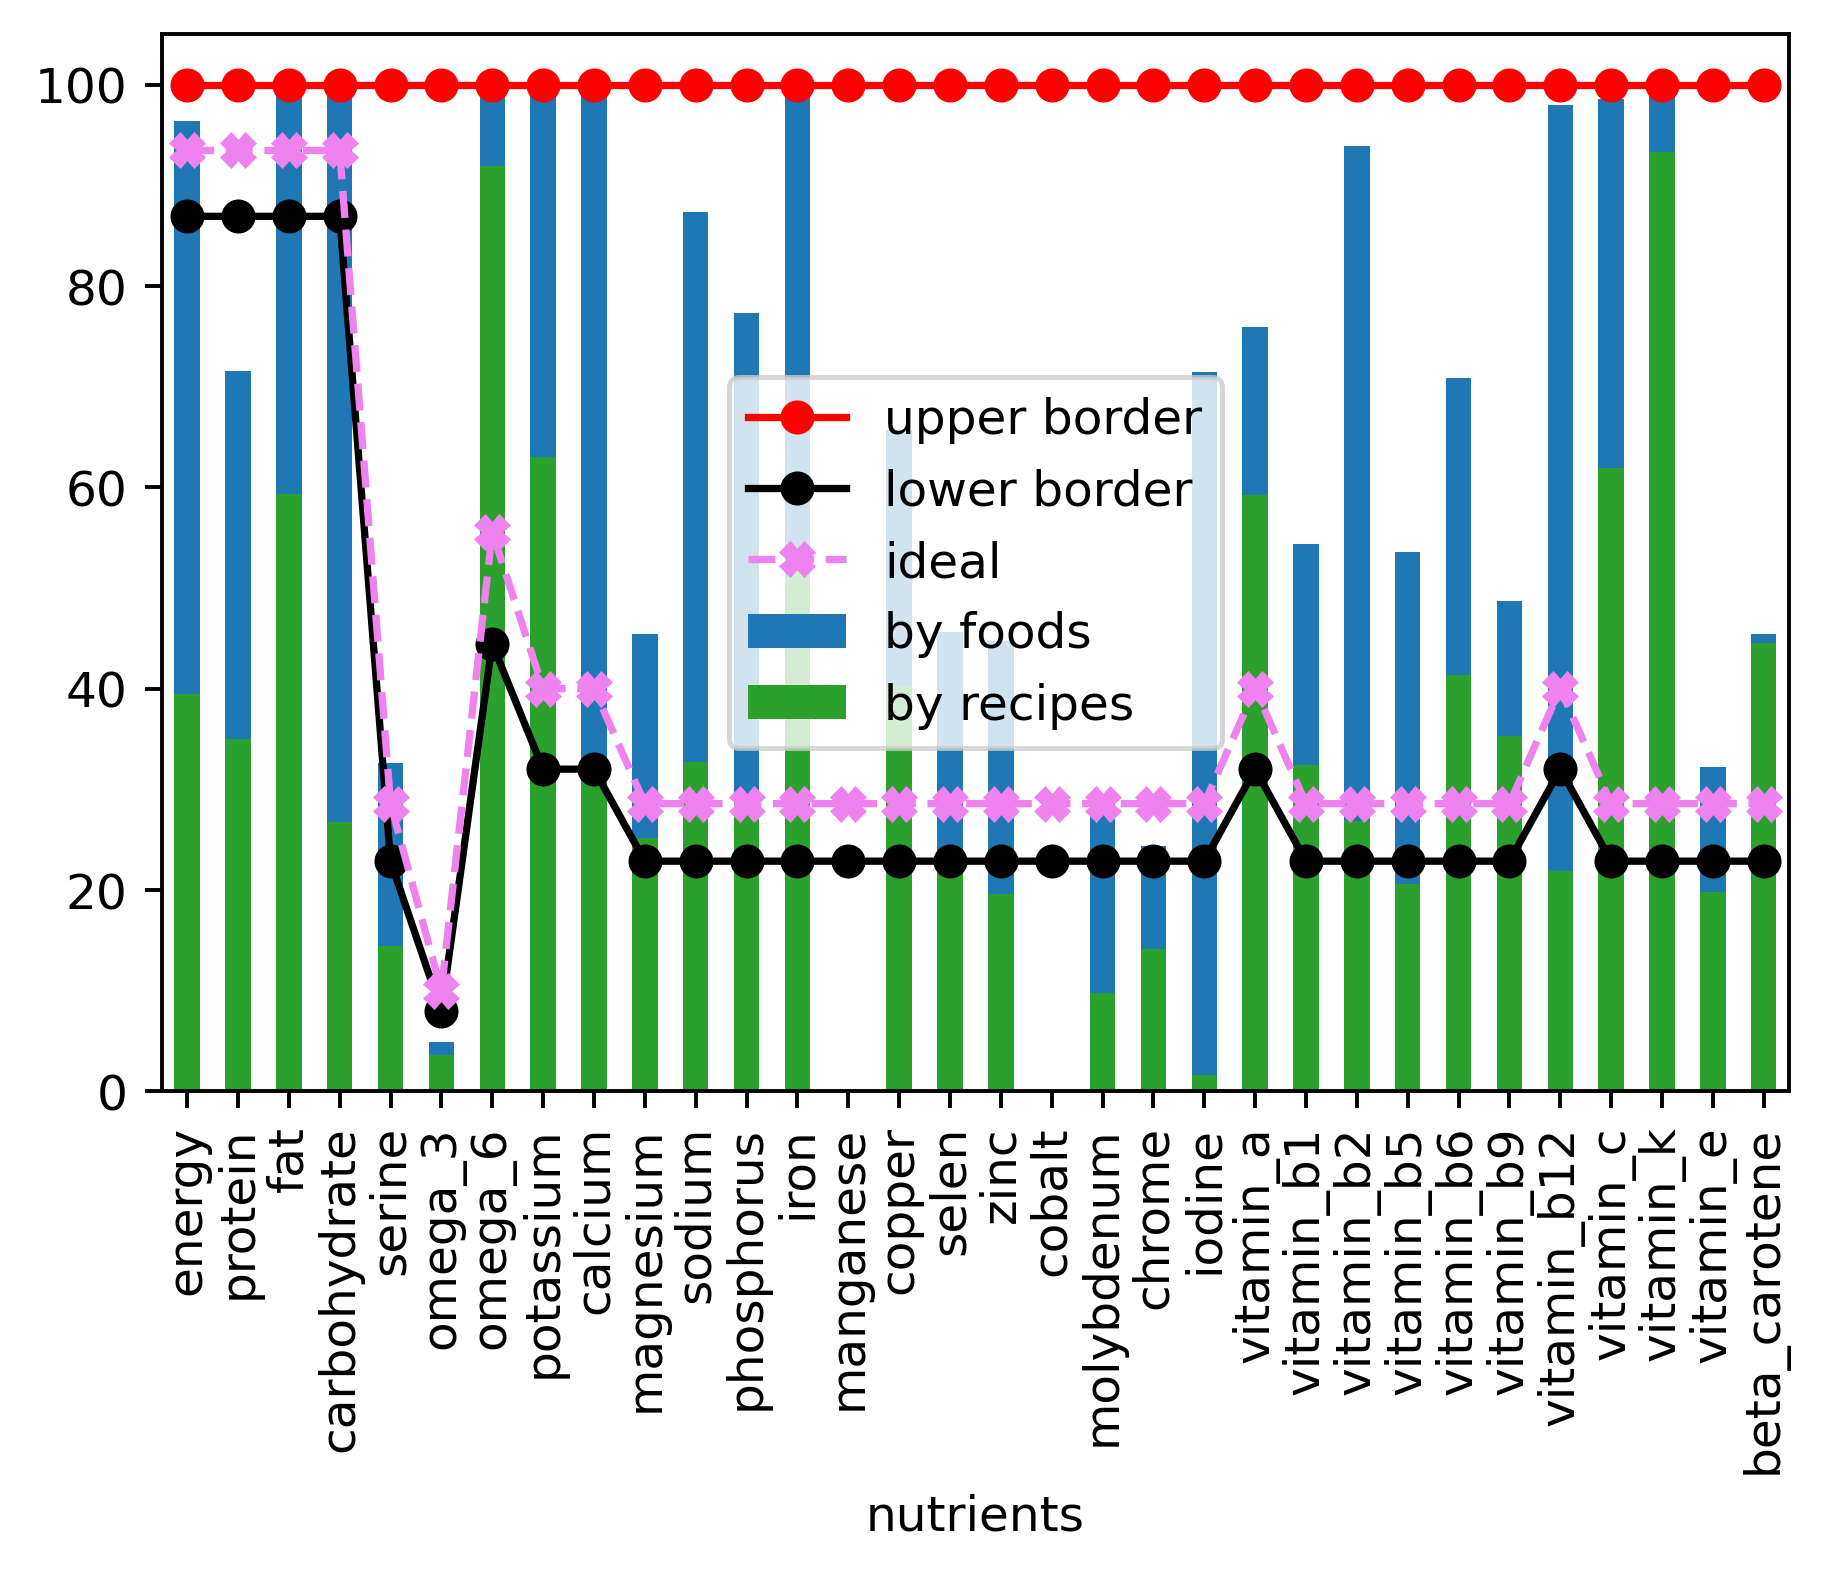 100
80
60
40
20
0
upper border
lower border
ideal
by foods
by recipes
energy
protein
fat
carbohydrate
serine
omega_3
omega_6
potassium
calcium
magnesium
sodium
phosphorus
iron
manganese
copper
selen
zinc
cobalt
molybdenum
chrome
iodine
vitamin_a
vitamin_b1
vitamin_b2
vitamin_b5
vitamin_b6
vitamin_b9
vitamin_b12
vitamin_c
vitamin_k
vitamin_e
beta_carotene
nutrients